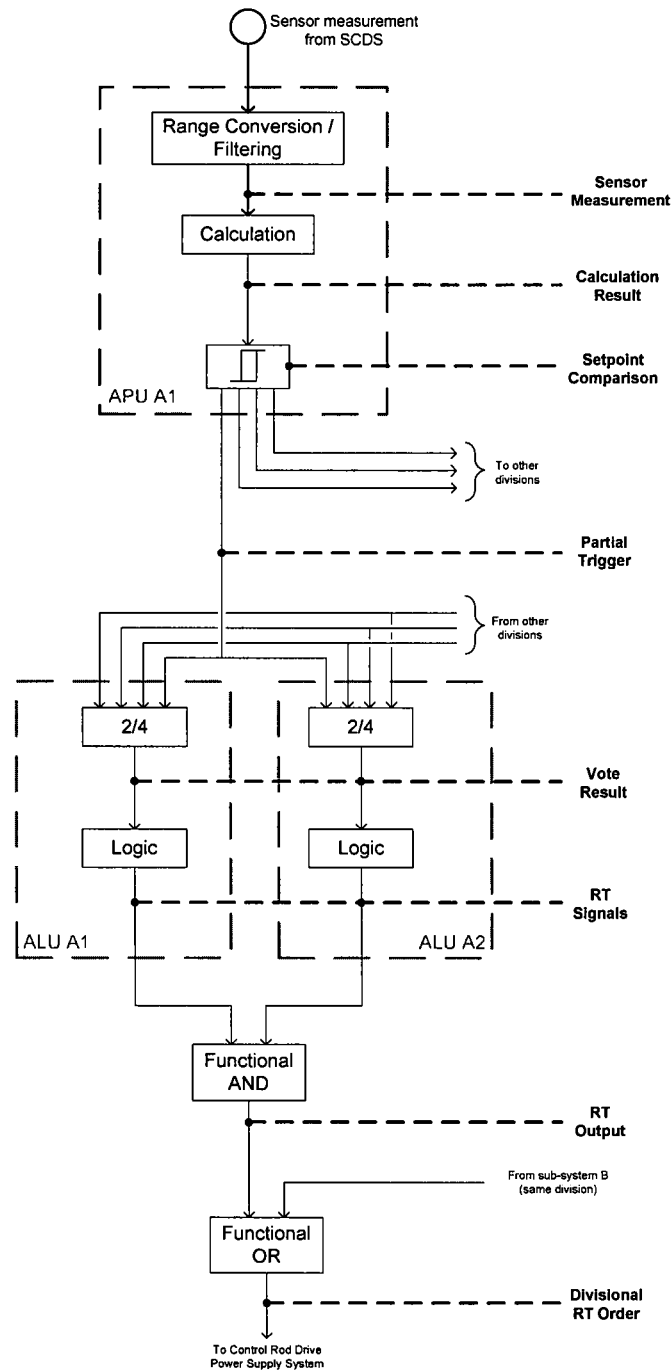 Sensor measurement
from SCDS
Range Conversion /
Filtering
Sensor
Measurement
Calculation
Calculation
Result
Setpoint
Comparison
APU A1
To other
divisions
Partial
Trigger
From other
divisions
2/4
2/4
Vote
Result
Logic
Logic
RT
Signals
ALU A1
ALU A2
Functional
AND
RT
Output
From sub-system B
(same division)
Functional
OR
Divisional
RT Order
To Control Rod Drive
Power Supply System